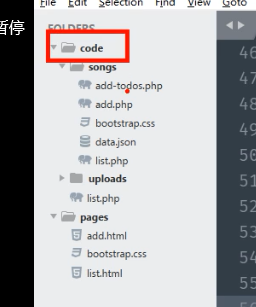 File Edit Selection Find View Goto
暂停
FOLDERS
code
songs
add-todos.php
add.php
bootstrap.css
data.json
list.php
uploads
list.php
pages
add.html
bootstrap.css
list.html
46
47
48
49
50
51
52
53
54
55